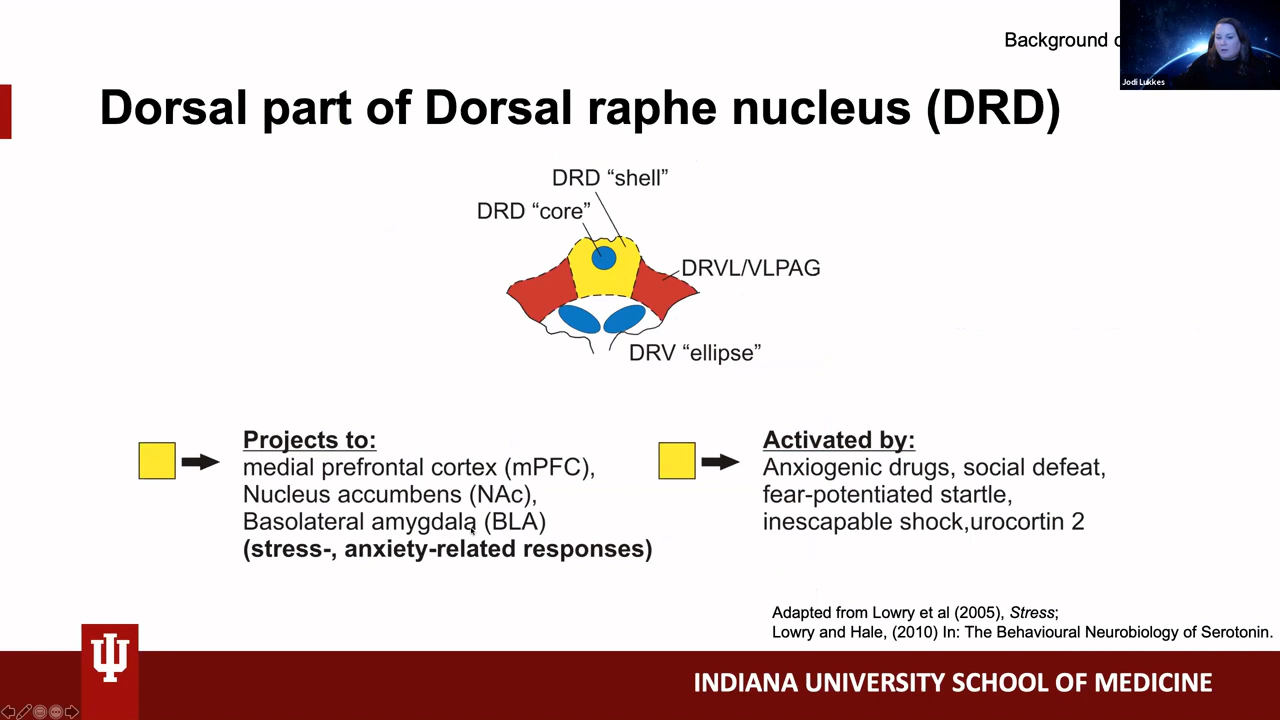 Background
Jodi Lukkes
Dorsal part of Dorsal raphe nucleus (DRD)
DRD “shell”
DRD “core”
DRVL/VLPAG
DRV “ellipse”
Projects to:
medial prefrontal cortex (mPFC),
Nucleus accumbens (NAc),
Basolateral amygdala (BLA)
(stress-, anxiety-related responses)
Activated by:
Anxiogenic drugs, social defeat,
fear-potentiated startle,
inescapable shock,urocortin 2
Adapted from Lowry et al (2005), Stress;
Lowry and Hale, (2010) In: The Behavioural Neurobiology of Serotonin.
INDIANA UNIVERSITY SCHOOL OF MEDICINE